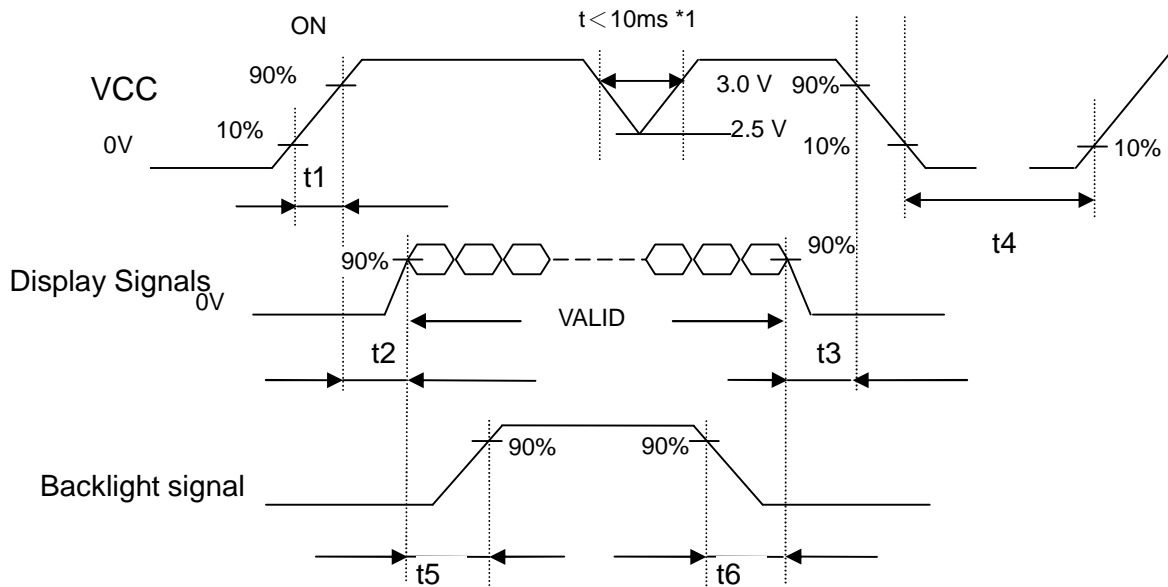 t＜10ms *1
ON
90%
VCC
3.0 V
90%
0V
10%
2.5 V
10%
10%
t1
t4
90%
90%
Display Signals
0V
VALID
t2
t3
90%
90%
Backlight signal
t5
t6